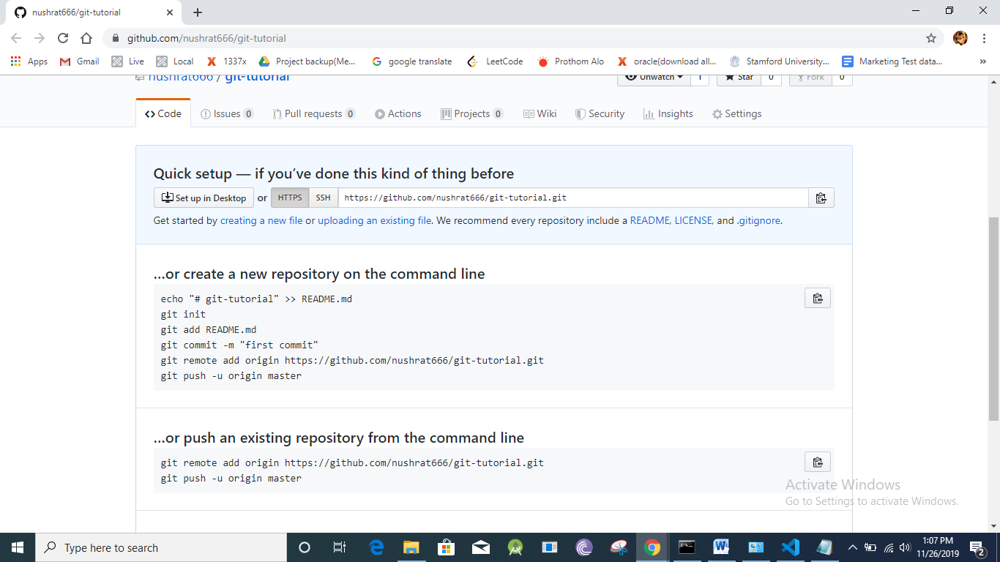 nushrat666/git-tutorial
github.com/nushrat666/git-tutorial
Apps Gmail Live Local 1337x Project backup(Me... google translate LeetCode Prothom Alo oracle(download all... Stamford University... Marketing Test data... »
nushrat666 / git-tutorial Unwatch 1 Star 0 Fork 0
Code Issues 0 Pull requests 0 Actions Projects 0 Wiki Security Insights Settings
Quick setup — if you’ve done this kind of thing before
Set up in Desktop or HTTPS SSH https://github.com/nushrat666/git-tutorial.git
Get started by creating a new file or uploading an existing file. We recommend every repository include a README, LICENSE, and .gitignore.
…or create a new repository on the command line
echo "# git-tutorial" >> README.md
git init
git add README.md
git commit -m "first commit"
git remote add origin https://github.com/nushrat666/git-tutorial.git
git push -u origin master
…or push an existing repository from the command line
git remote add origin https://github.com/nushrat666/git-tutorial.git
git push -u origin master
Activate Windows
Go to Settings to activate Windows.
Type here to search
1:07 PM
11/26/2019
2